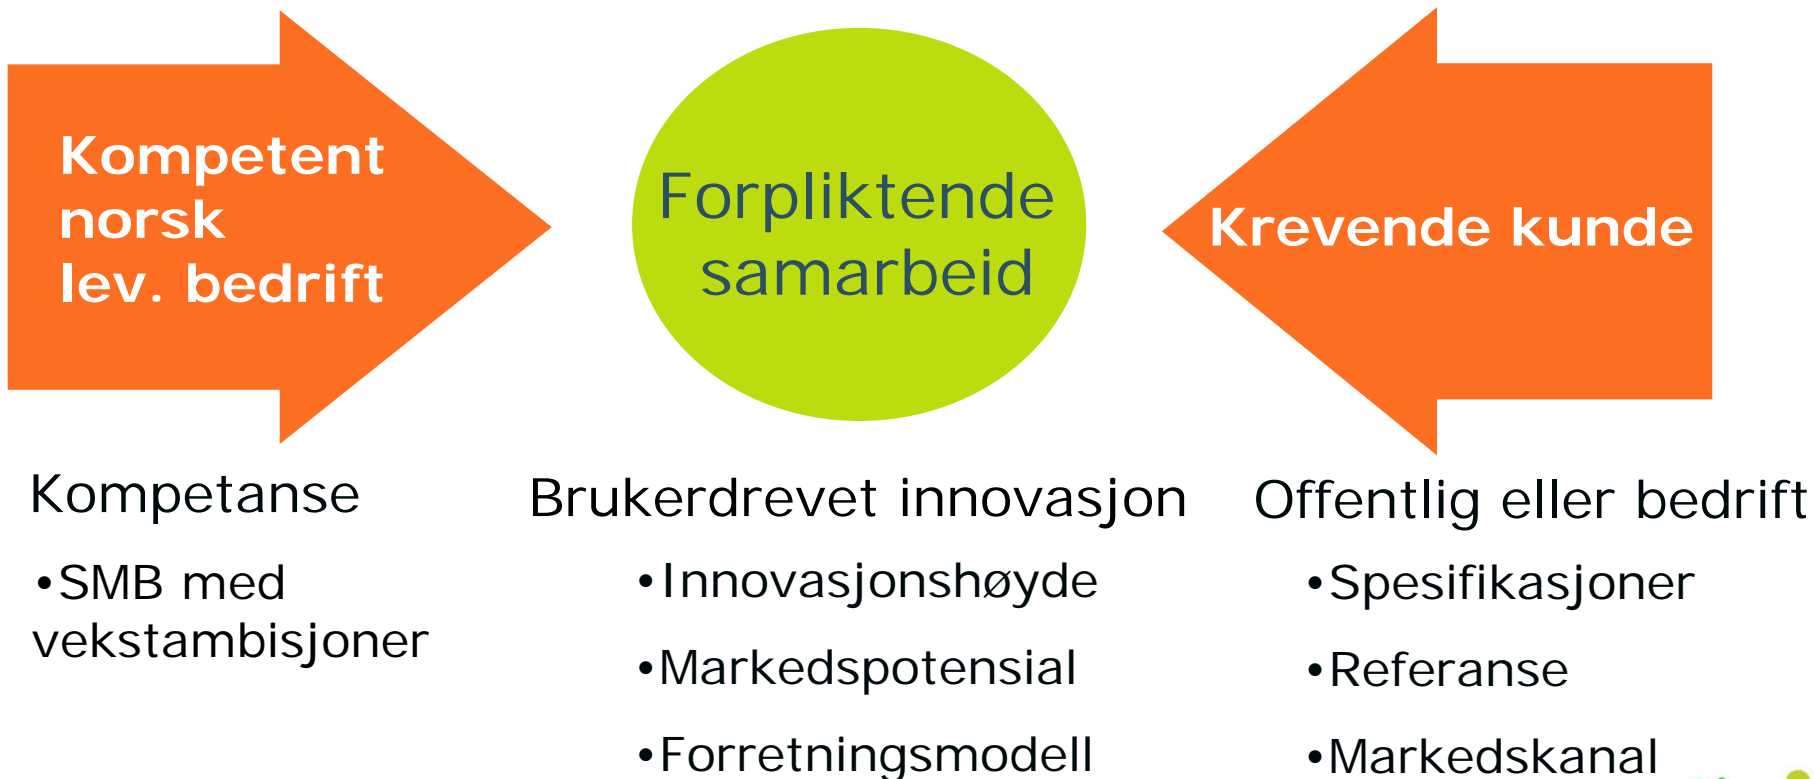 Kompetent
norsk
lev. bedrift
Forpliktende
samarbeid
Krevende kunde
Kompetanse
•SMB med
vekstambisjoner
Brukerdrevet innovasjon
•Innovasjonshøyde
•Markedspotensial
•Forretningsmodell
Offentlig eller bedrift
•Spesifikasjoner
•Referanse
•Markedskanal